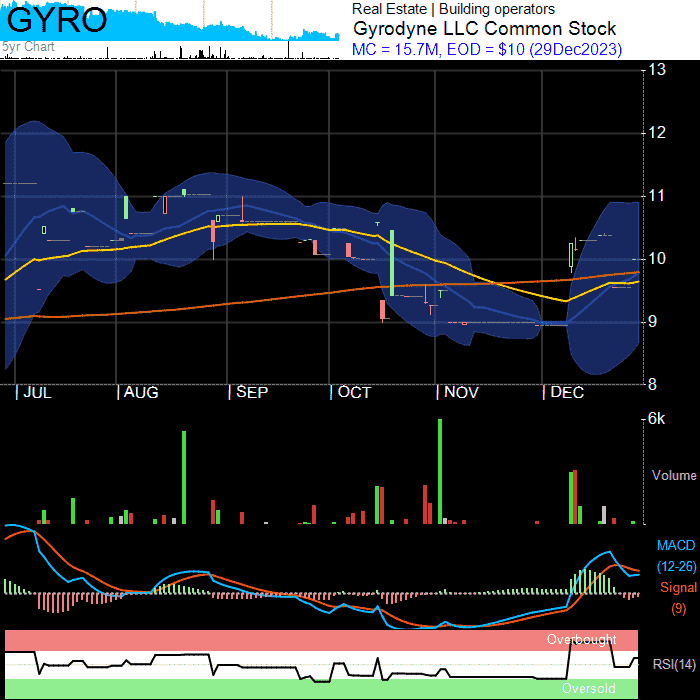 GYRO
5yr Chart
Real Estate | Building operators
Gyrodyne LLC Common Stock
MC = 15.7M, EOD = $10 (29Dec2023)
13
12
11
10
9
8
| JUL | AUG | SEP | OCT | NOV | DEC
6k
Volume
MACD
(12-26)
Signal
(9)
Overbought
RSI(14)
Oversold